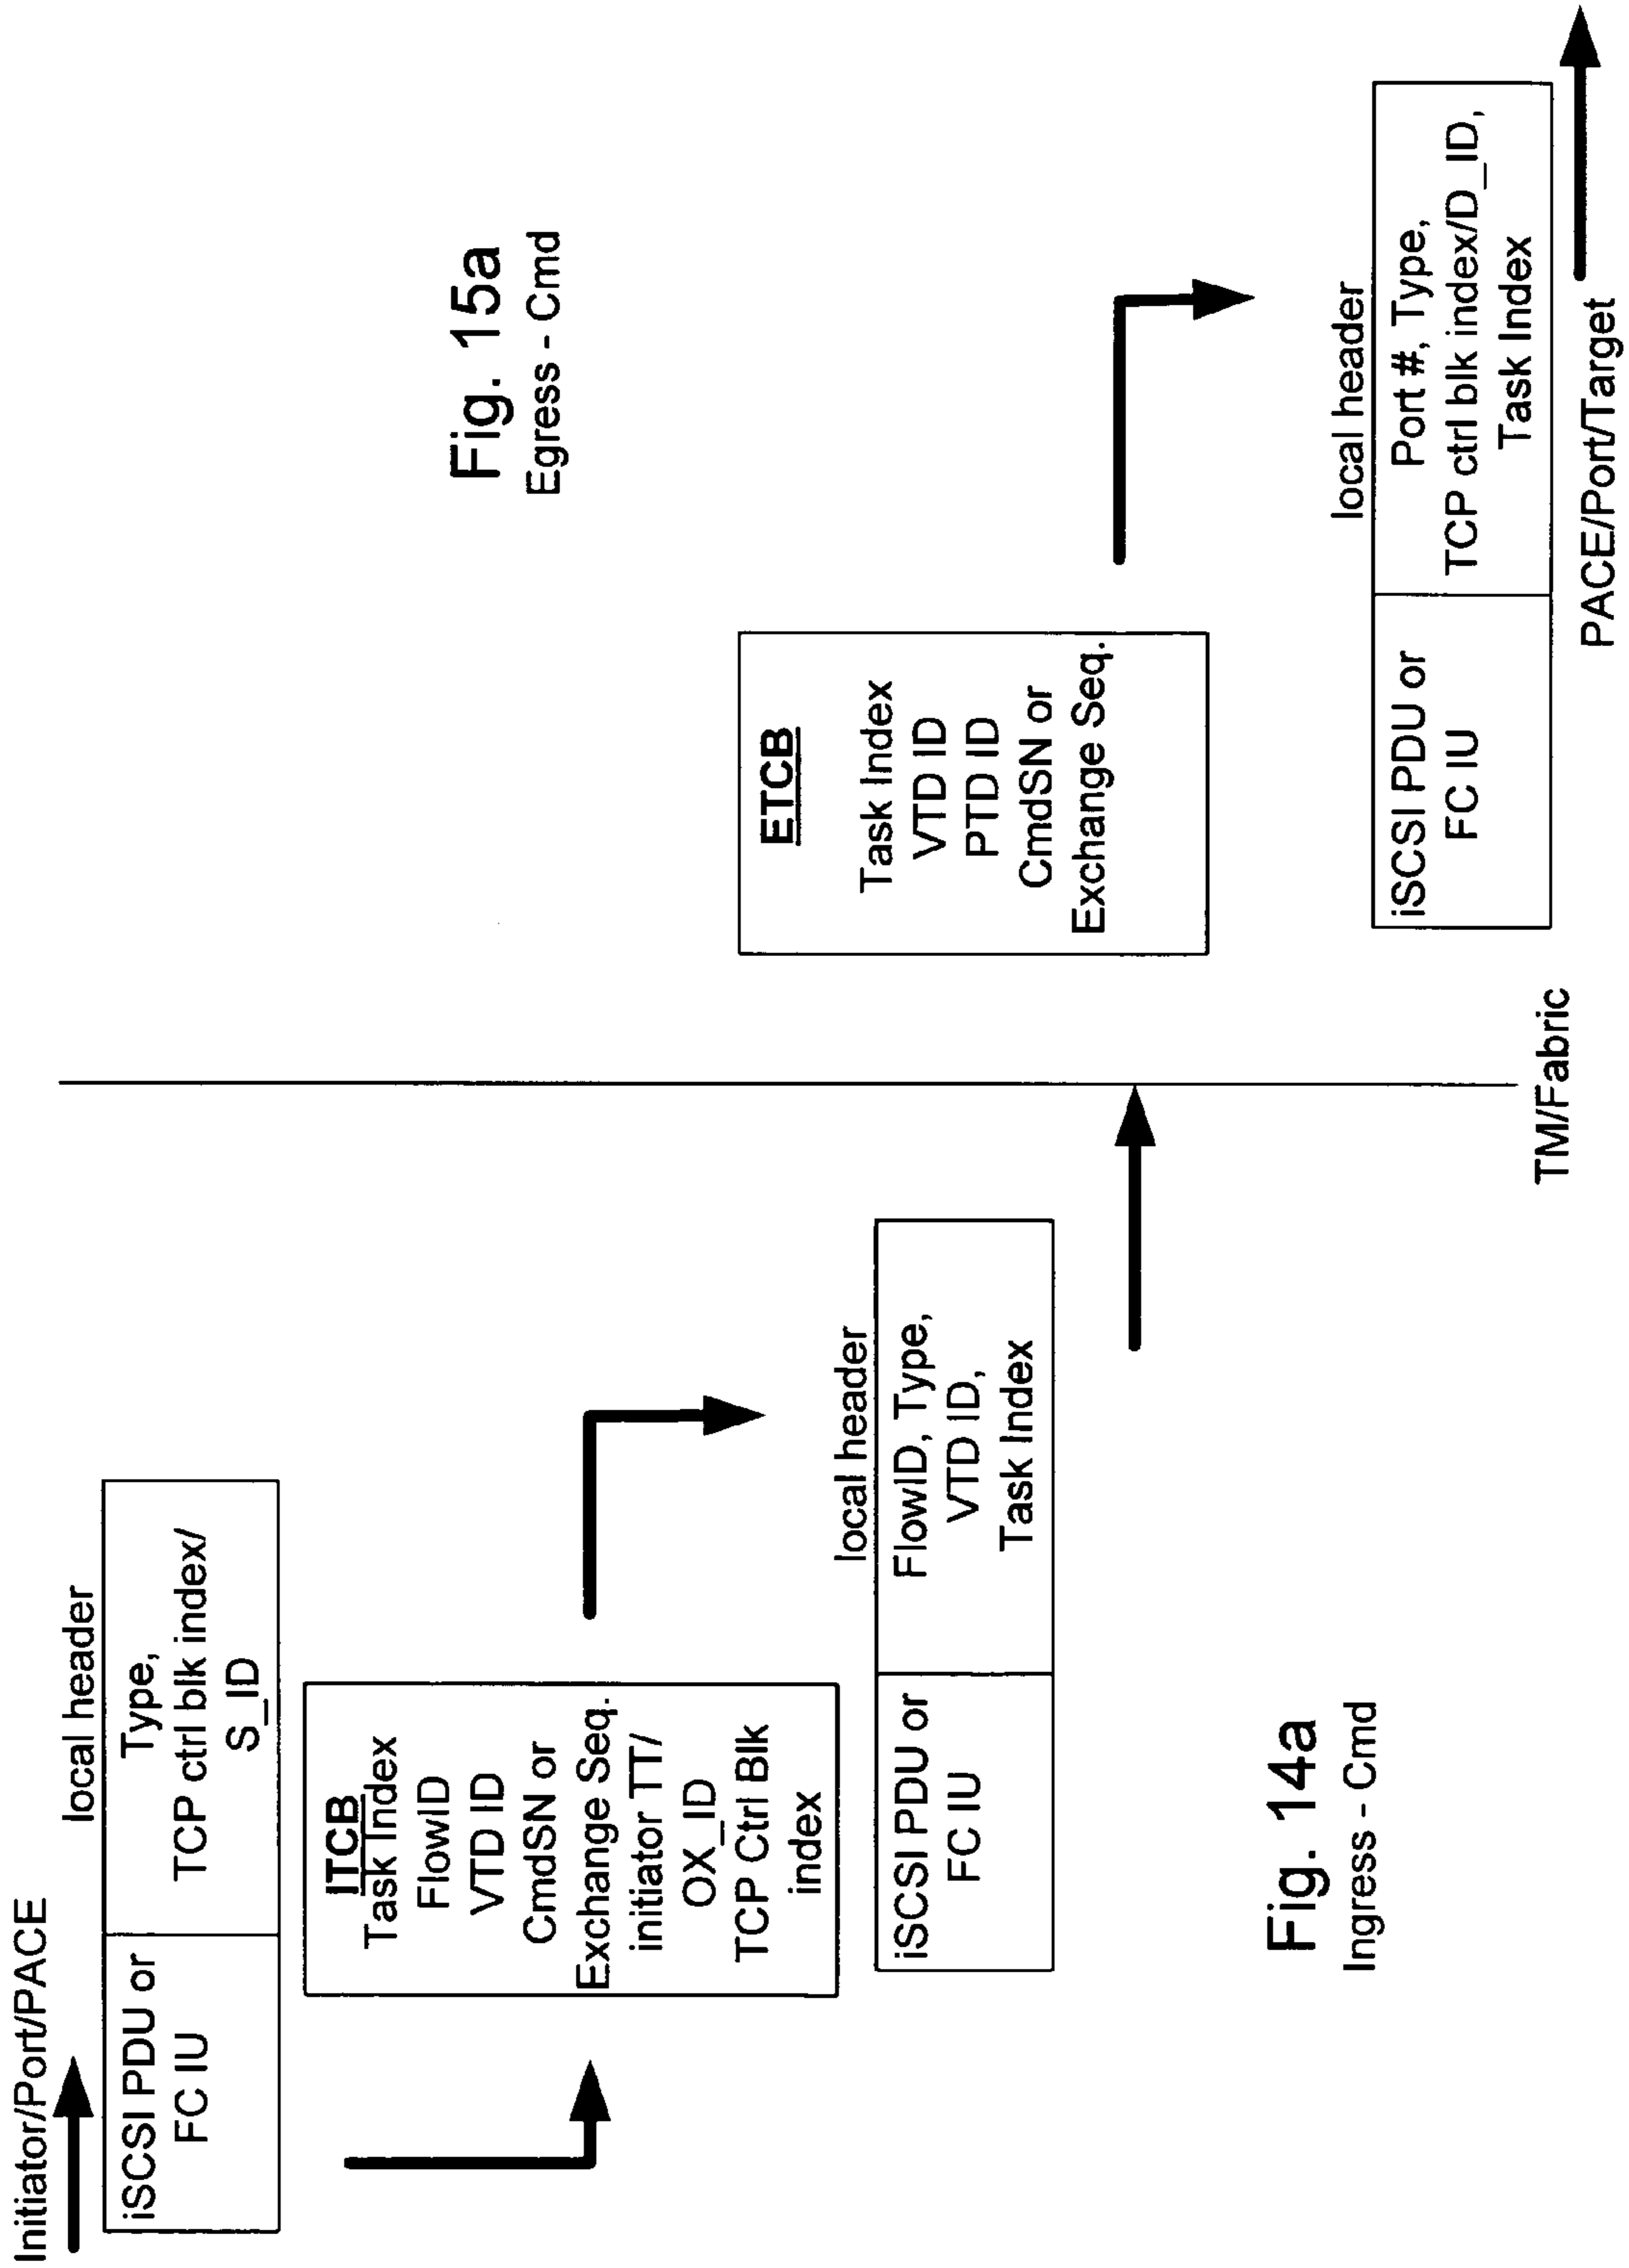 Initiator/Port/PACE
local header
iSCSI PDU or
FC IU
Type,
TCP ctrl blk index/
S_ID
ITCB
Task Index
FlowID
VTD ID
CmdSN or
Exchange Seq.
initiator TT/
OX_ID
TCP Ctrl Blk
index
local header
iSCSI PDU or
FC IU
FlowID, Type,
VTD ID,
Task Index
Fig. 14a
Ingress - Cmd
TM/Fabric
Fig. 15a
Egress - Cmd
ETCB
Task Index
VTD ID
PTD ID
CmdSN or
Exchange Seq.
local header
iSCSI PDU or
FC IU
Port #, Type,
TCP ctrl blk index/D_ID,
Task Index
PACE/Port/Target